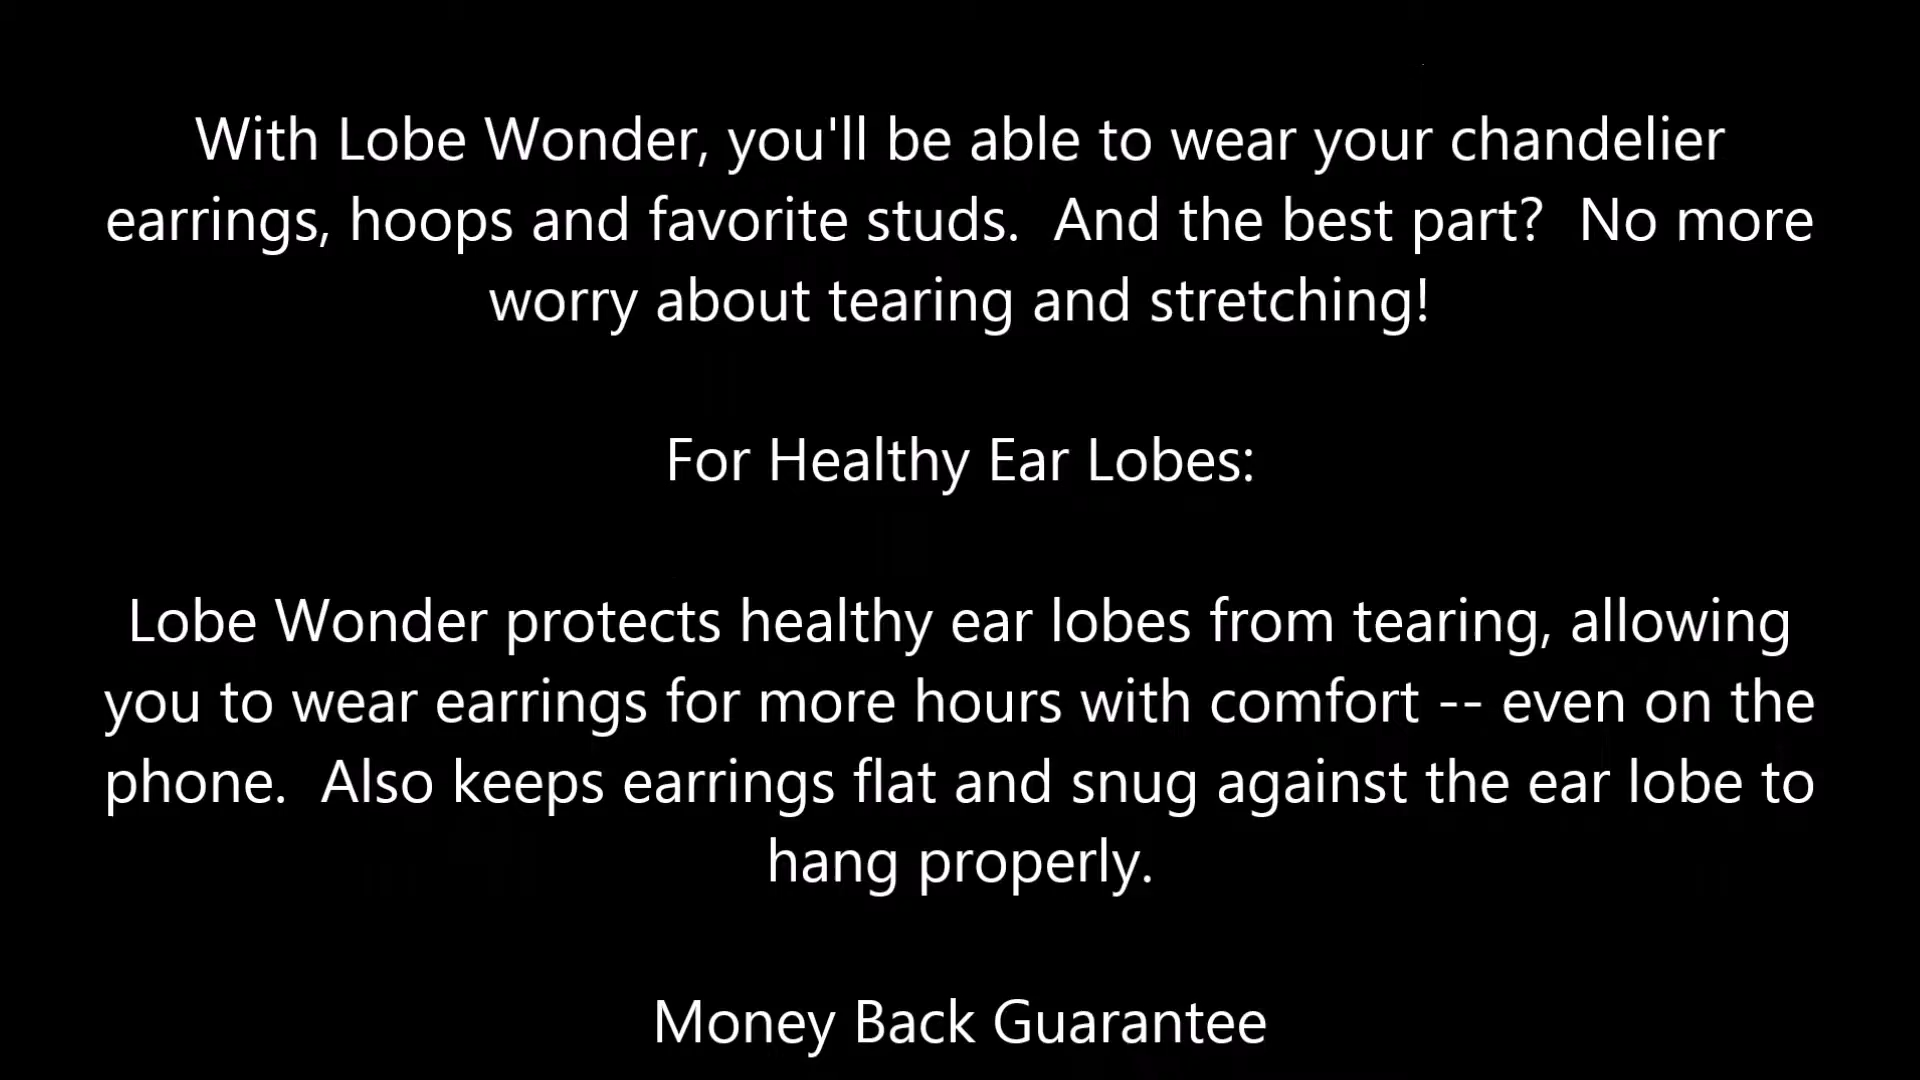 With Lobe Wonder, you'll be able to wear your chandelier
earrings, hoops and favorite studs.  And the best part?  No more
worry about tearing and stretching!
For Healthy Ear Lobes:
Lobe Wonder protects healthy ear lobes from tearing, allowing
you to wear earrings for more hours with comfort -- even on the
phone.  Also keeps earrings flat and snug against the ear lobe to
hang properly.
Money Back Guarantee